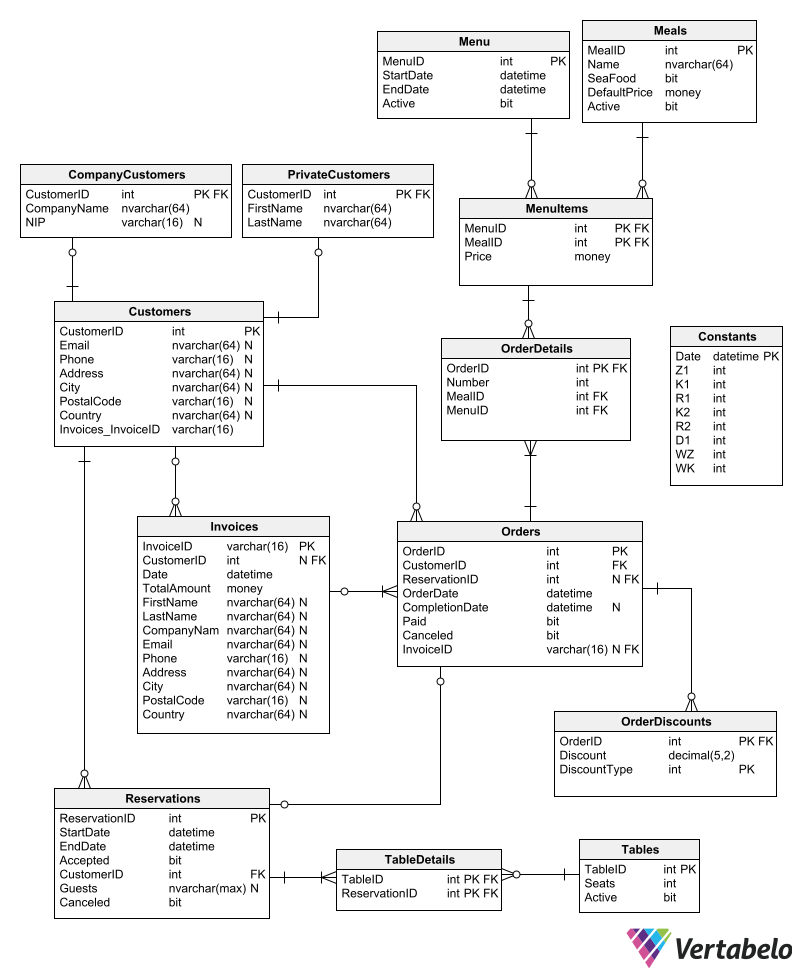 Menu
MenuID int PK
StartDate datetime
EndDate datetime
Active bit
Meals
MealID int PK
Name nvarchar(64)
SeaFood bit
DefaultPrice money
Active bit
CompanyCustomers
CustomerID int PK FK
CompanyName nvarchar(64)
NIP varchar(16) N
PrivateCustomers
CustomerID int PK FK
FirstName nvarchar(64)
LastName nvarchar(64)
MenuItems
MenuID int PK FK
MealID int PK FK
Price money
Customers
CustomerID int PK
Email nvarchar(64) N
Phone varchar(16) N
Address nvarchar(64) N
City nvarchar(64) N
PostalCode varchar(16) N
Country nvarchar(64) N
Invoices_InvoiceID varchar(16)
OrderDetails
OrderID int PK FK
Number int
MealID int FK
MenuID int FK
Constants
Date datetime PK
Z1 int
K1 int
R1 int
K2 int
R2 int
D1 int
WZ int
WK int
Invoices
InvoiceID varchar(16) PK
CustomerID int N FK
Date datetime
TotalAmount money
FirstName nvarchar(64) N
LastName nvarchar(64) N
CompanyNam nvarchar(64) N
Email nvarchar(64) N
Phone varchar(16) N
Address nvarchar(64) N
City nvarchar(64) N
PostalCode varchar(16) N
Country nvarchar(64) N
Orders
OrderID int PK
CustomerID int FK
ReservationID int N FK
OrderDate datetime
CompletionDate datetime N
Paid bit
Canceled bit
InvoiceID varchar(16) N FK
OrderDiscounts
OrderID int PK FK
Discount decimal(5,2)
DiscountType int PK
Reservations
ReservationID int PK
StartDate datetime
EndDate datetime
Accepted bit
CustomerID int FK
Guests nvarchar(max) N
Canceled bit
TableDetails
TableID int PK FK
ReservationID int PK FK
Tables
TableID int PK
Seats int
Active bit
Vertabelo